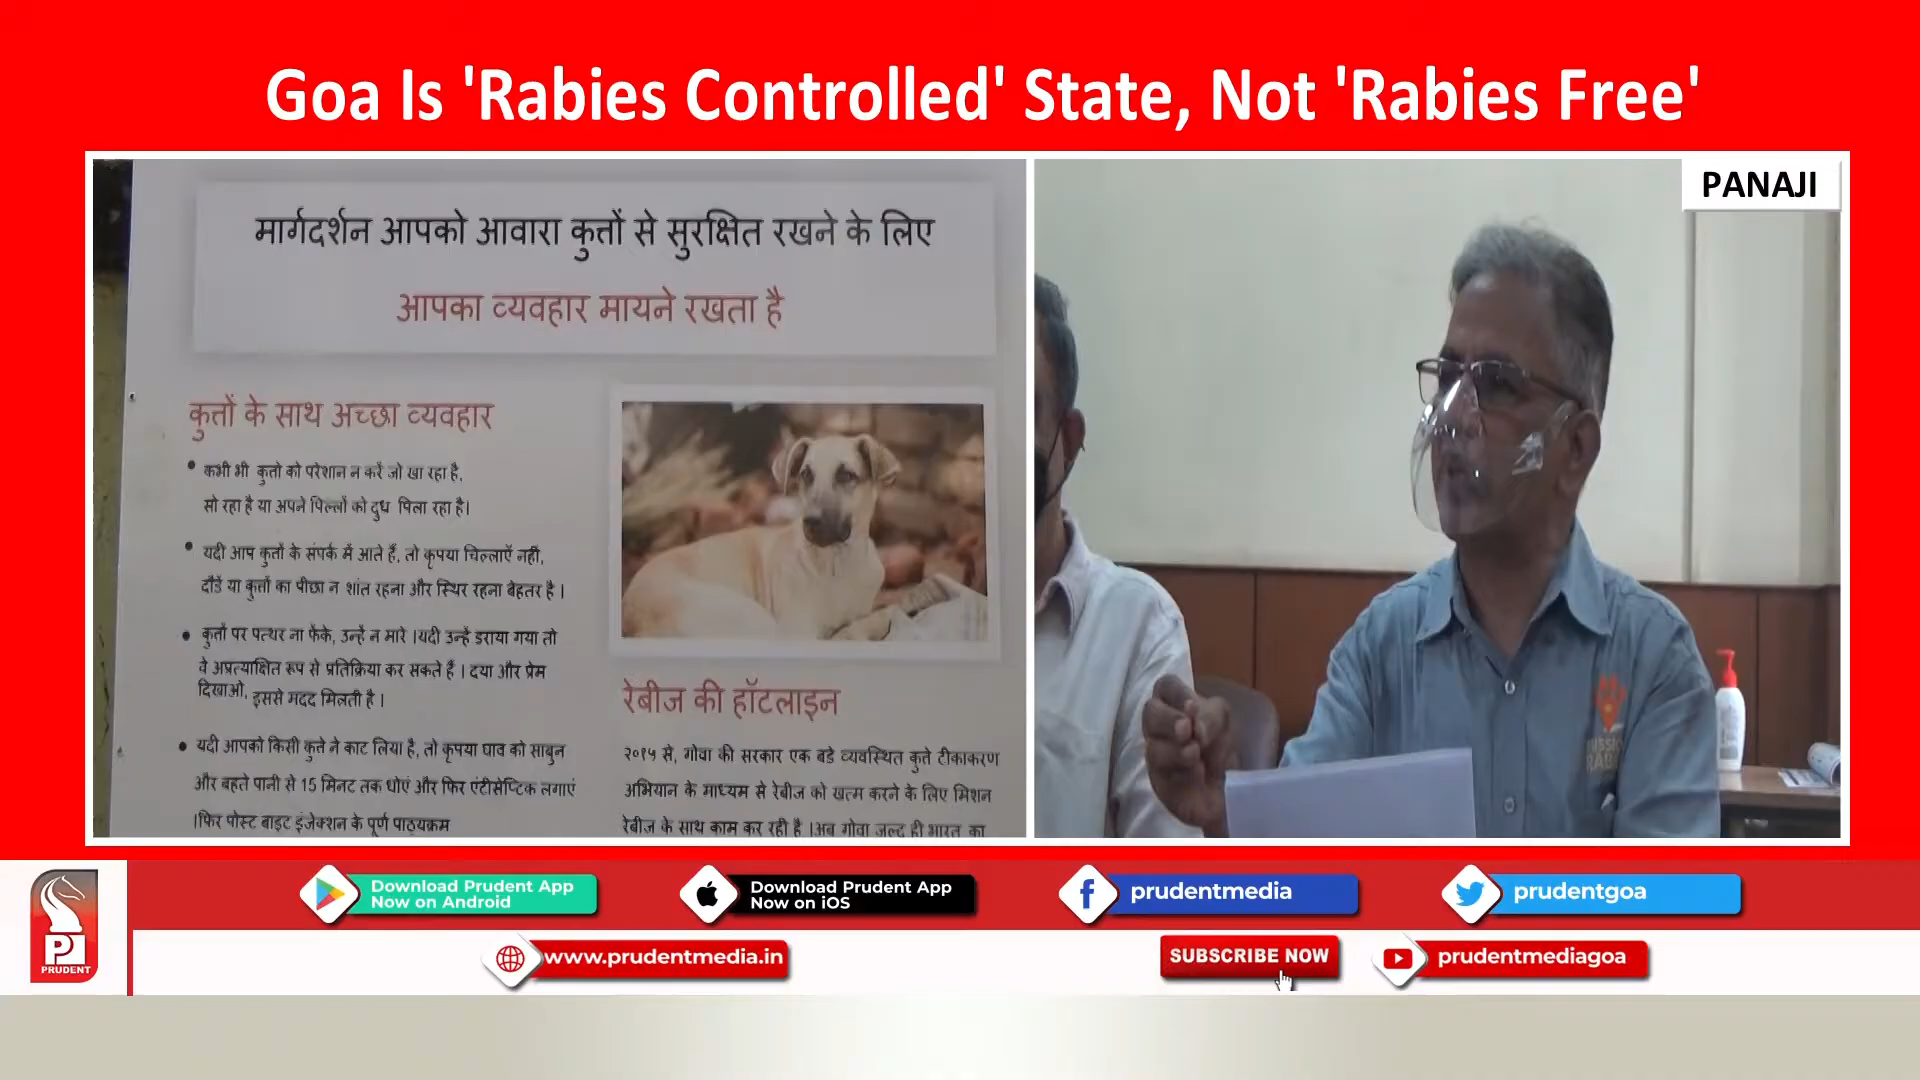 Goa Is 'Rabies Controlled' State, Not 'Rabies Free'
PANAJI
मार्गदर्शन आपको आवारा कुत्तों से सुरक्षित रखने के लिए
आपका व्यवहार मायने रखता है
कुत्तों के साथ अच्छा व्यवहार
• कभी भी कुत्तो को परेशान न करें जो खा रहा है,
सो रहा है या अपने पिल्लों को दुध पिला रहा है।
• यदी आप कुत्तों के संपर्क में आते हैं, तो कृपया चिल्लाऐं नहीं,
दौडें या कुत्तों का पीछा न शांत रहना और स्थिर रहना बेहतर है ।
• कुत्तों पर पत्थर ना फेंके, उन्हें न मारे ।यदी उन्हें डराया गया तो
वे अप्रत्याक्षित रूप से प्रतिक्रिया कर सकते हैं । दया और प्रेम
दिखाओ, इससे मदद मिलती है ।
• यदी आपको किसी कुत्ते ने काट लिया है, तो कृपया घाव को साबुन
और बहते पानी से 15 मिनट तक धोएं और फिर एंटीसेप्टिक लगाएं
।फिर पोस्ट बाइट इंजेक्शन के पूर्ण पाठ्यक्रम
रेबीज की हॉटलाइन
२०१५ से, गोवा की सरकार एक बडे व्यवस्थित कुत्ते टीकाकरण
अभियान के माध्यम से रेबीज को खत्म करने के लिए मिशन
रेबीज के साथ काम कर रही है ।अब गोवा जल्द ही भारत का
PRUDENT
Download Prudent App
Now on Android
Download Prudent App
Now on iOS
prudentmedia
prudentgoa
www.prudentmedia.in
SUBSCRIBE NOW
prudentmediagoa